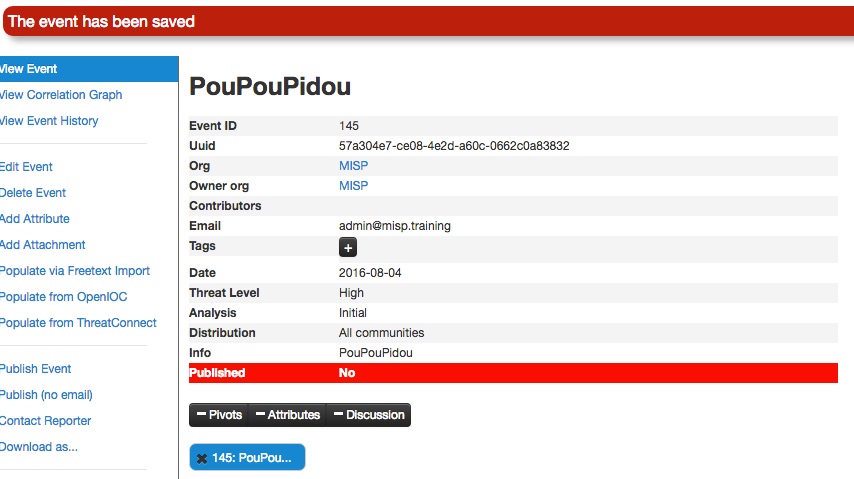 The event has been saved
View Event
View Correlation Graph
View Event History
Edit Event
Delete Event
Add Attribute
Add Attachment
Populate via Freetext Import
Populate from OpenIOC
Populate from ThreatConnect
Publish Event
Publish (no email)
Contact Reporter
Download as...
PouPouPidou
Event ID 145
Uuid 57a304e7-ce08-4e2d-a60c-0662c0a83832
Org MISP
Owner org MISP
Contributors
Email admin@misp.training
Tags +
Date 2016-08-04
Threat Level High
Analysis Initial
Distribution All communities
Info PouPouPidou
Published No
Pivots Attributes Discussion
145: PouPou...